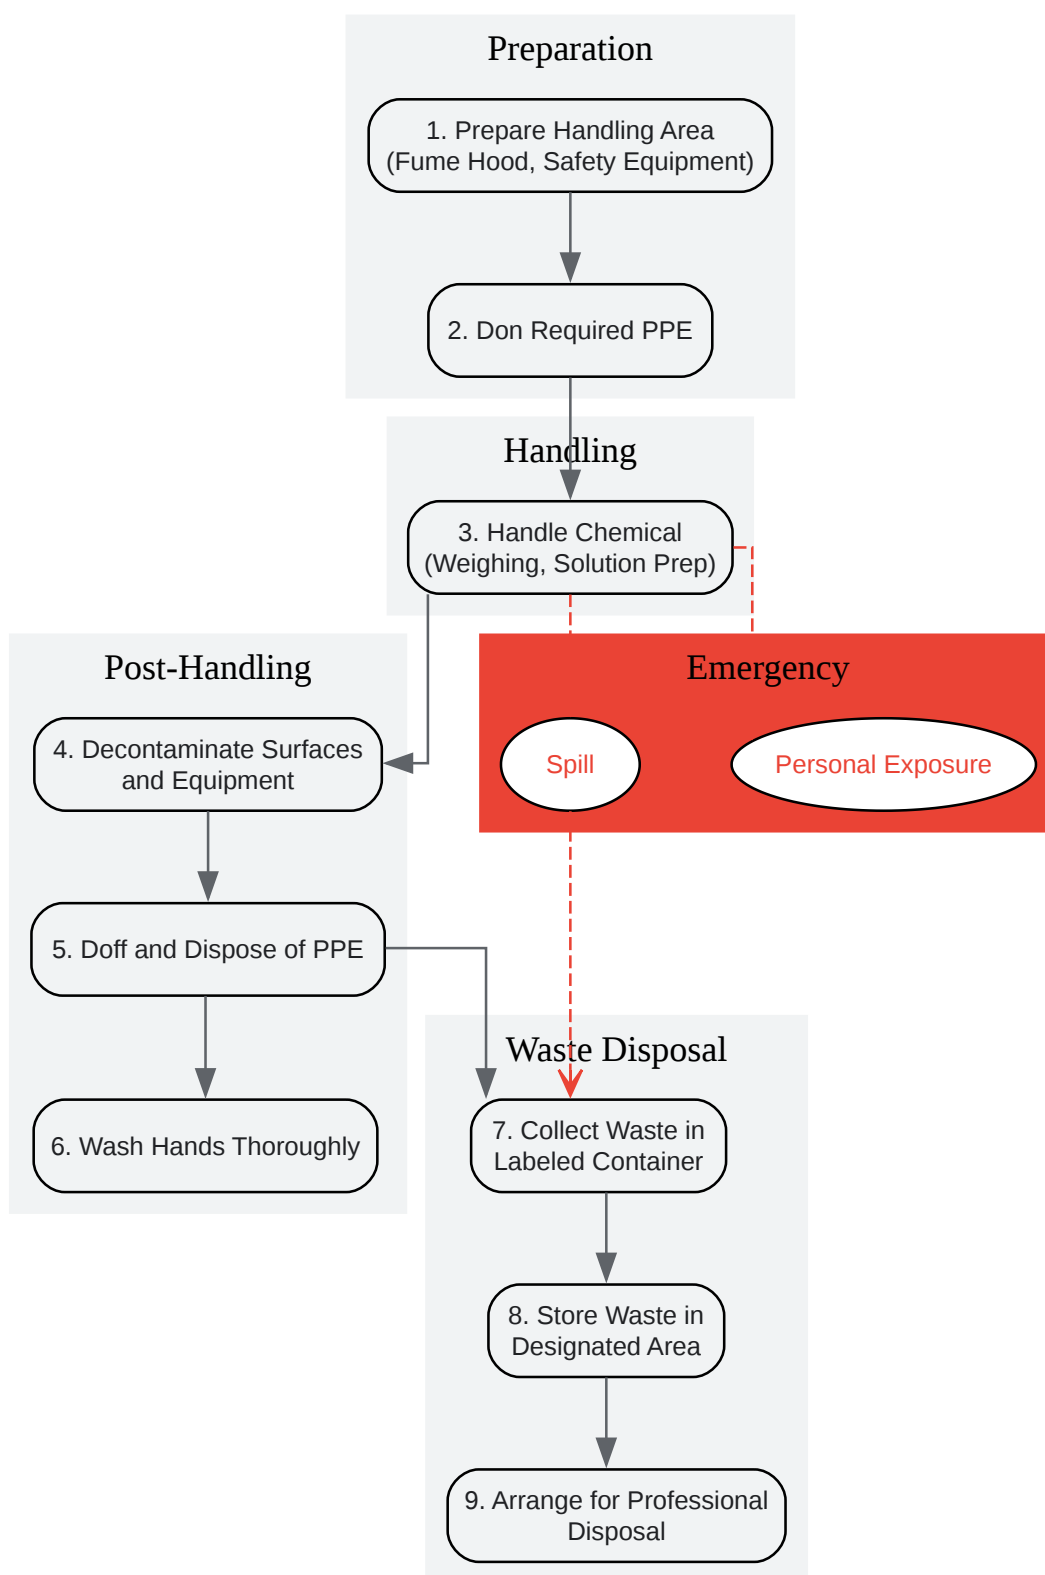 Preparation
1. Prepare Handling Area
(Fume Hood, Safety Equipment)
2. Don Required PPE
Handling
3. Handle Chemical
(Weighing, Solution Prep)
Post-Handling
4. Decontaminate Surfaces
and Equipment
5. Doff and Dispose of PPE
6. Wash Hands Thoroughly
Emergency
Spill
Personal Exposure
Waste Disposal
7. Collect Waste in
Labeled Container
8. Store Waste in
Designated Area
9. Arrange for Professional
Disposal